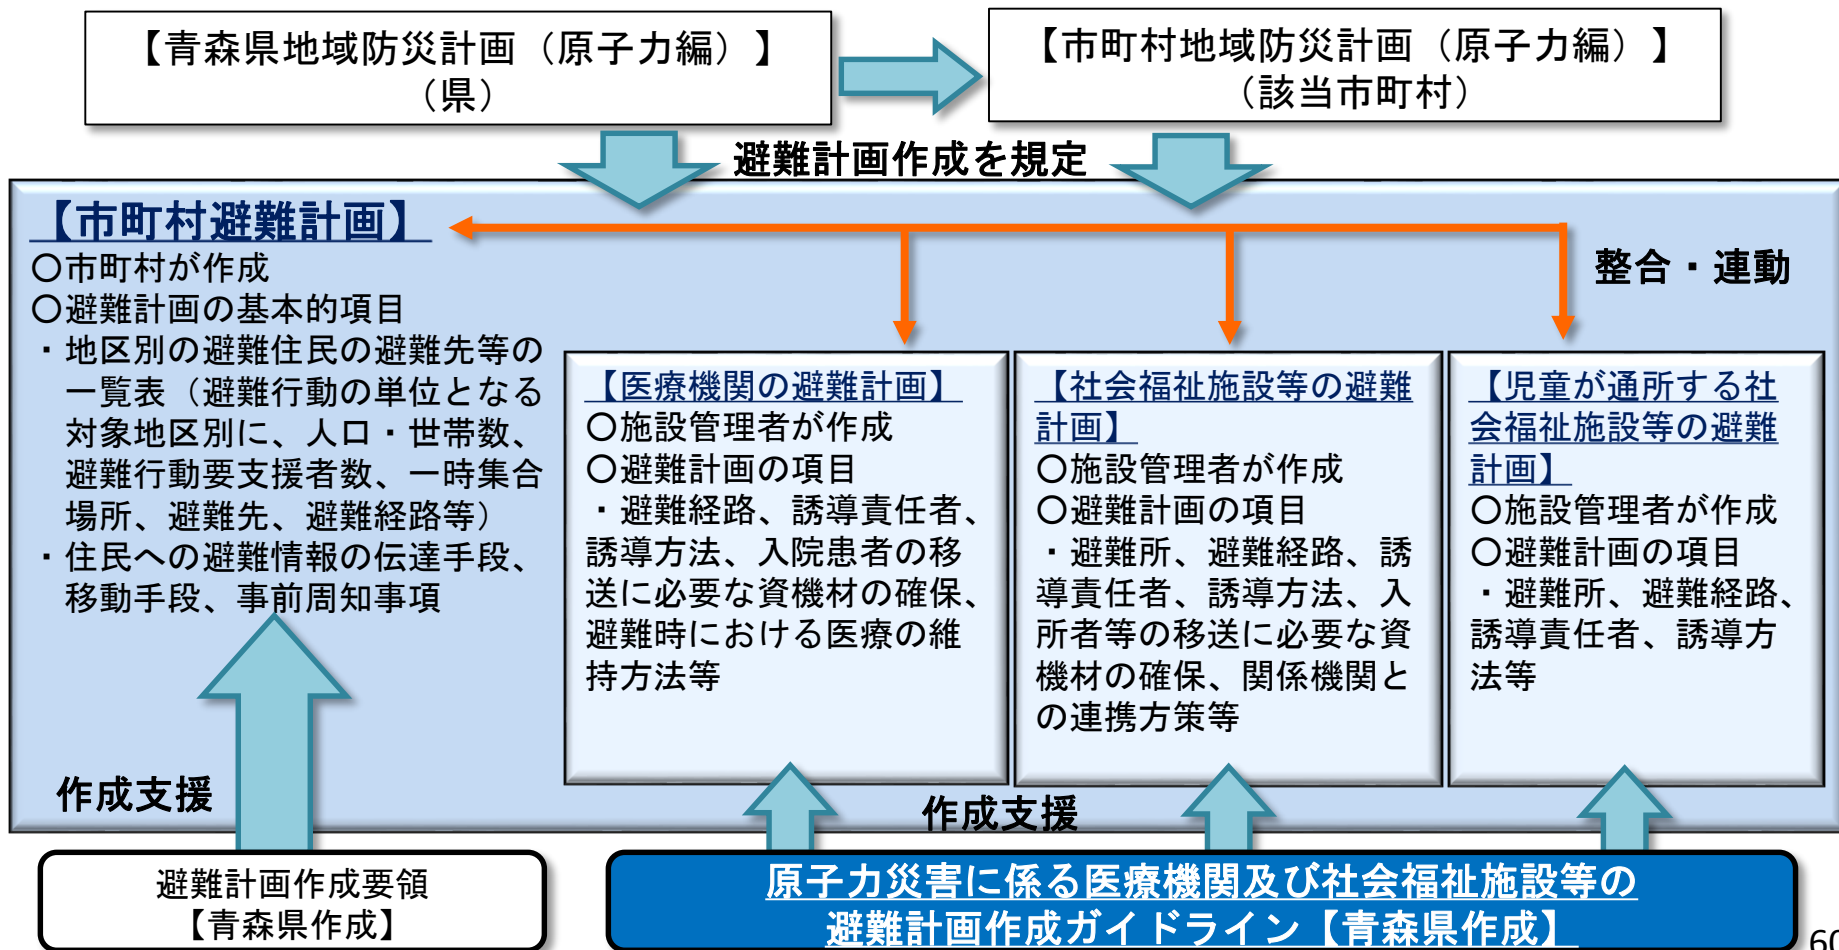 【青森県地域防災計画（原子力編）】
（県）
【市町村地域防災計画（原子力編）】
（該当市町村）
避難計画作成を規定
【市町村避難計画】
〇市町村が作成
〇避難計画の基本的項目
・地区別の避難住民の避難先等の
一覧表（避難行動の単位となる
対象地区別に、人口・世帯数、
避難行動要支援者数、一時集合
場所、避難先、避難経路等）
・住民への避難情報の伝達手段、
移動手段、事前周知事項
整合・連動
【医療機関の避難計画】
〇施設管理者が作成
〇避難計画の項目
・避難経路、誘導責任者、
誘導方法、入院患者の移
送に必要な資機材の確保、
避難時における医療の維
持方法等
【社会福祉施設等の避難
計画】
〇施設管理者が作成
〇避難計画の項目
・避難所、避難経路、誘
導責任者、誘導方法、入
所者等の移送に必要な資
機材の確保、関係機関と
の連携方策等
【児童が通所する社
会福祉施設等の避難
計画】
〇施設管理者が作成
〇避難計画の項目
・避難所、避難経路、
誘導責任者、誘導方
法等
作成支援
作成支援
避難計画作成要領
【青森県作成】
原子力災害に係る医療機関及び社会福祉施設等の
避難計画作成ガイドライン【青森県作成】
60